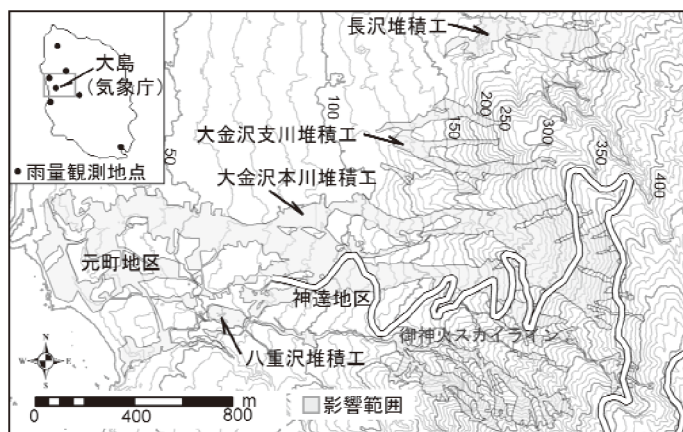 長沢堆積工
大島
(気象庁)
●雨量観測地点
100
200
250
150
300
350
400
50
大金沢支川堆積工
大金沢本川堆積工
元町地区
神達地区
御神火スカイライン
八重沢堆積工
N
W
E
S
0
400
800
m
影響範囲